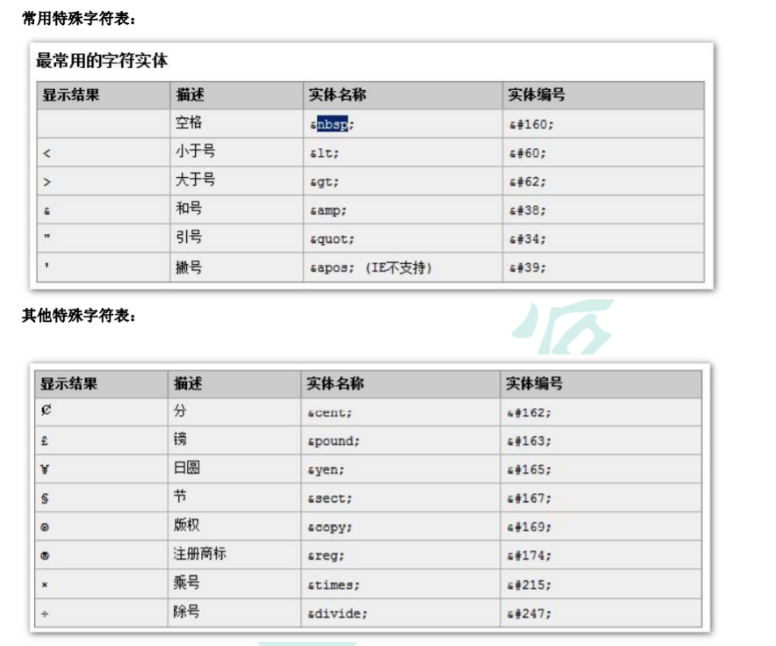 常用特殊字符表：
最常用的字符实体
显示结果 描述 实体名称 实体编号
空格 &nbsp; &#160;
< 小于号 &lt; &#60;
> 大于号 &gt; &#62;
& 和号 &amp; &#38;
" 引号 &quot; &#34;
' 撇号 &apos; (IE不支持) &#39;
其他特殊字符表：
显示结果 描述 实体名称 实体编号
¢ 分 &cent; &#162;
£ 镑 &pound; &#163;
¥ 日圆 &yen; &#165;
§ 节 &sect; &#167;
© 版权 &copy; &#169;
® 注册商标 &reg; &#174;
× 乘号 &times; &#215;
÷ 除号 &divide; &#247;